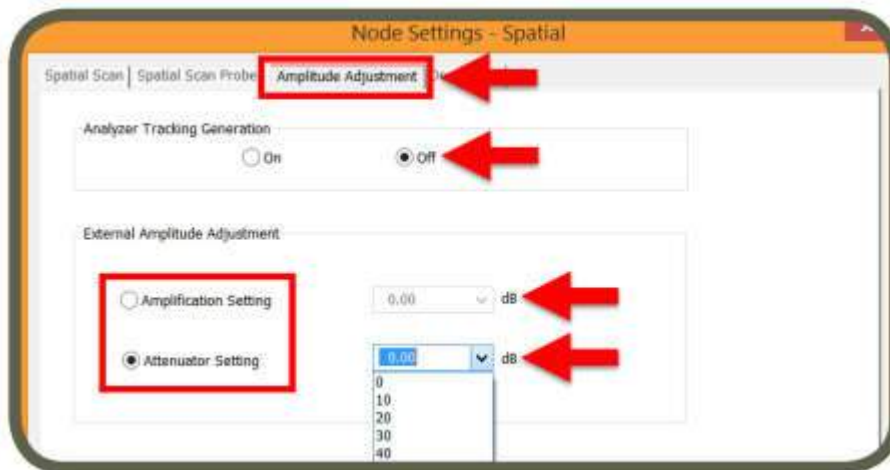 Node Settings - Spatial
Spatial Scan Spatial Scan Probe Amplitude Adjustment
Analyzer Tracking Generation
On Off
External Amplitude Adjustment
Amplification Setting 0.00 dB
Attenuator Setting 0.00 dB
0
10
20
30
40